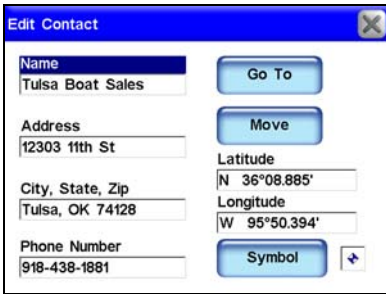 Edit Contact
Name
Tulsa Boat Sales
Address
12303 11th St
City, State, Zip
Tulsa, OK 74128
Phone Number
918-438-1881
Go To
Move
Latitude
N 36°08.885'
Longitude
W 95°50.394'
Symbol